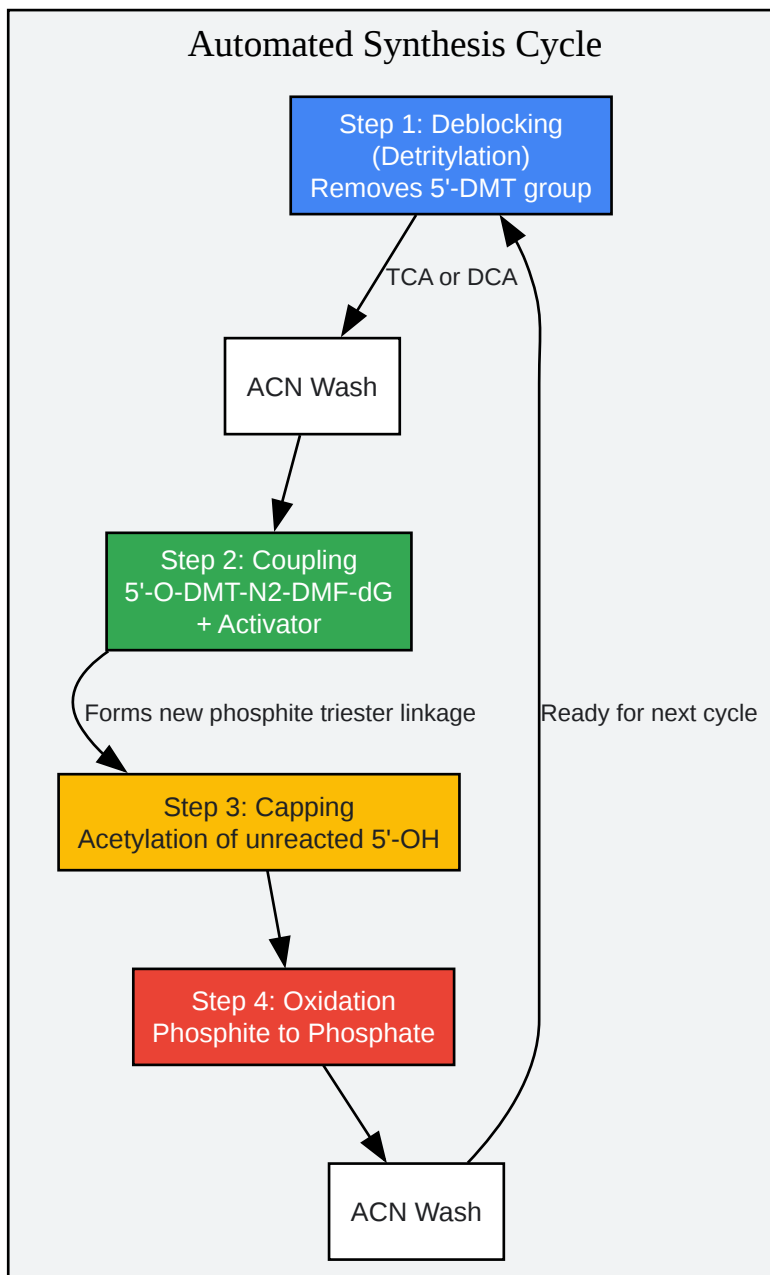 Automated Synthesis Cycle
Step 1: Deblocking
(Detritylation)
Removes 5'-DMT group
TCA or DCA
ACN Wash
Step 2: Coupling
5'-O-DMT-N2-DMF-dG
+ Activator
Forms new phosphite triester linkage
Ready for next cycle
Step 3: Capping
Acetylation of unreacted 5'-OH
Step 4: Oxidation
Phosphite to Phosphate
ACN Wash